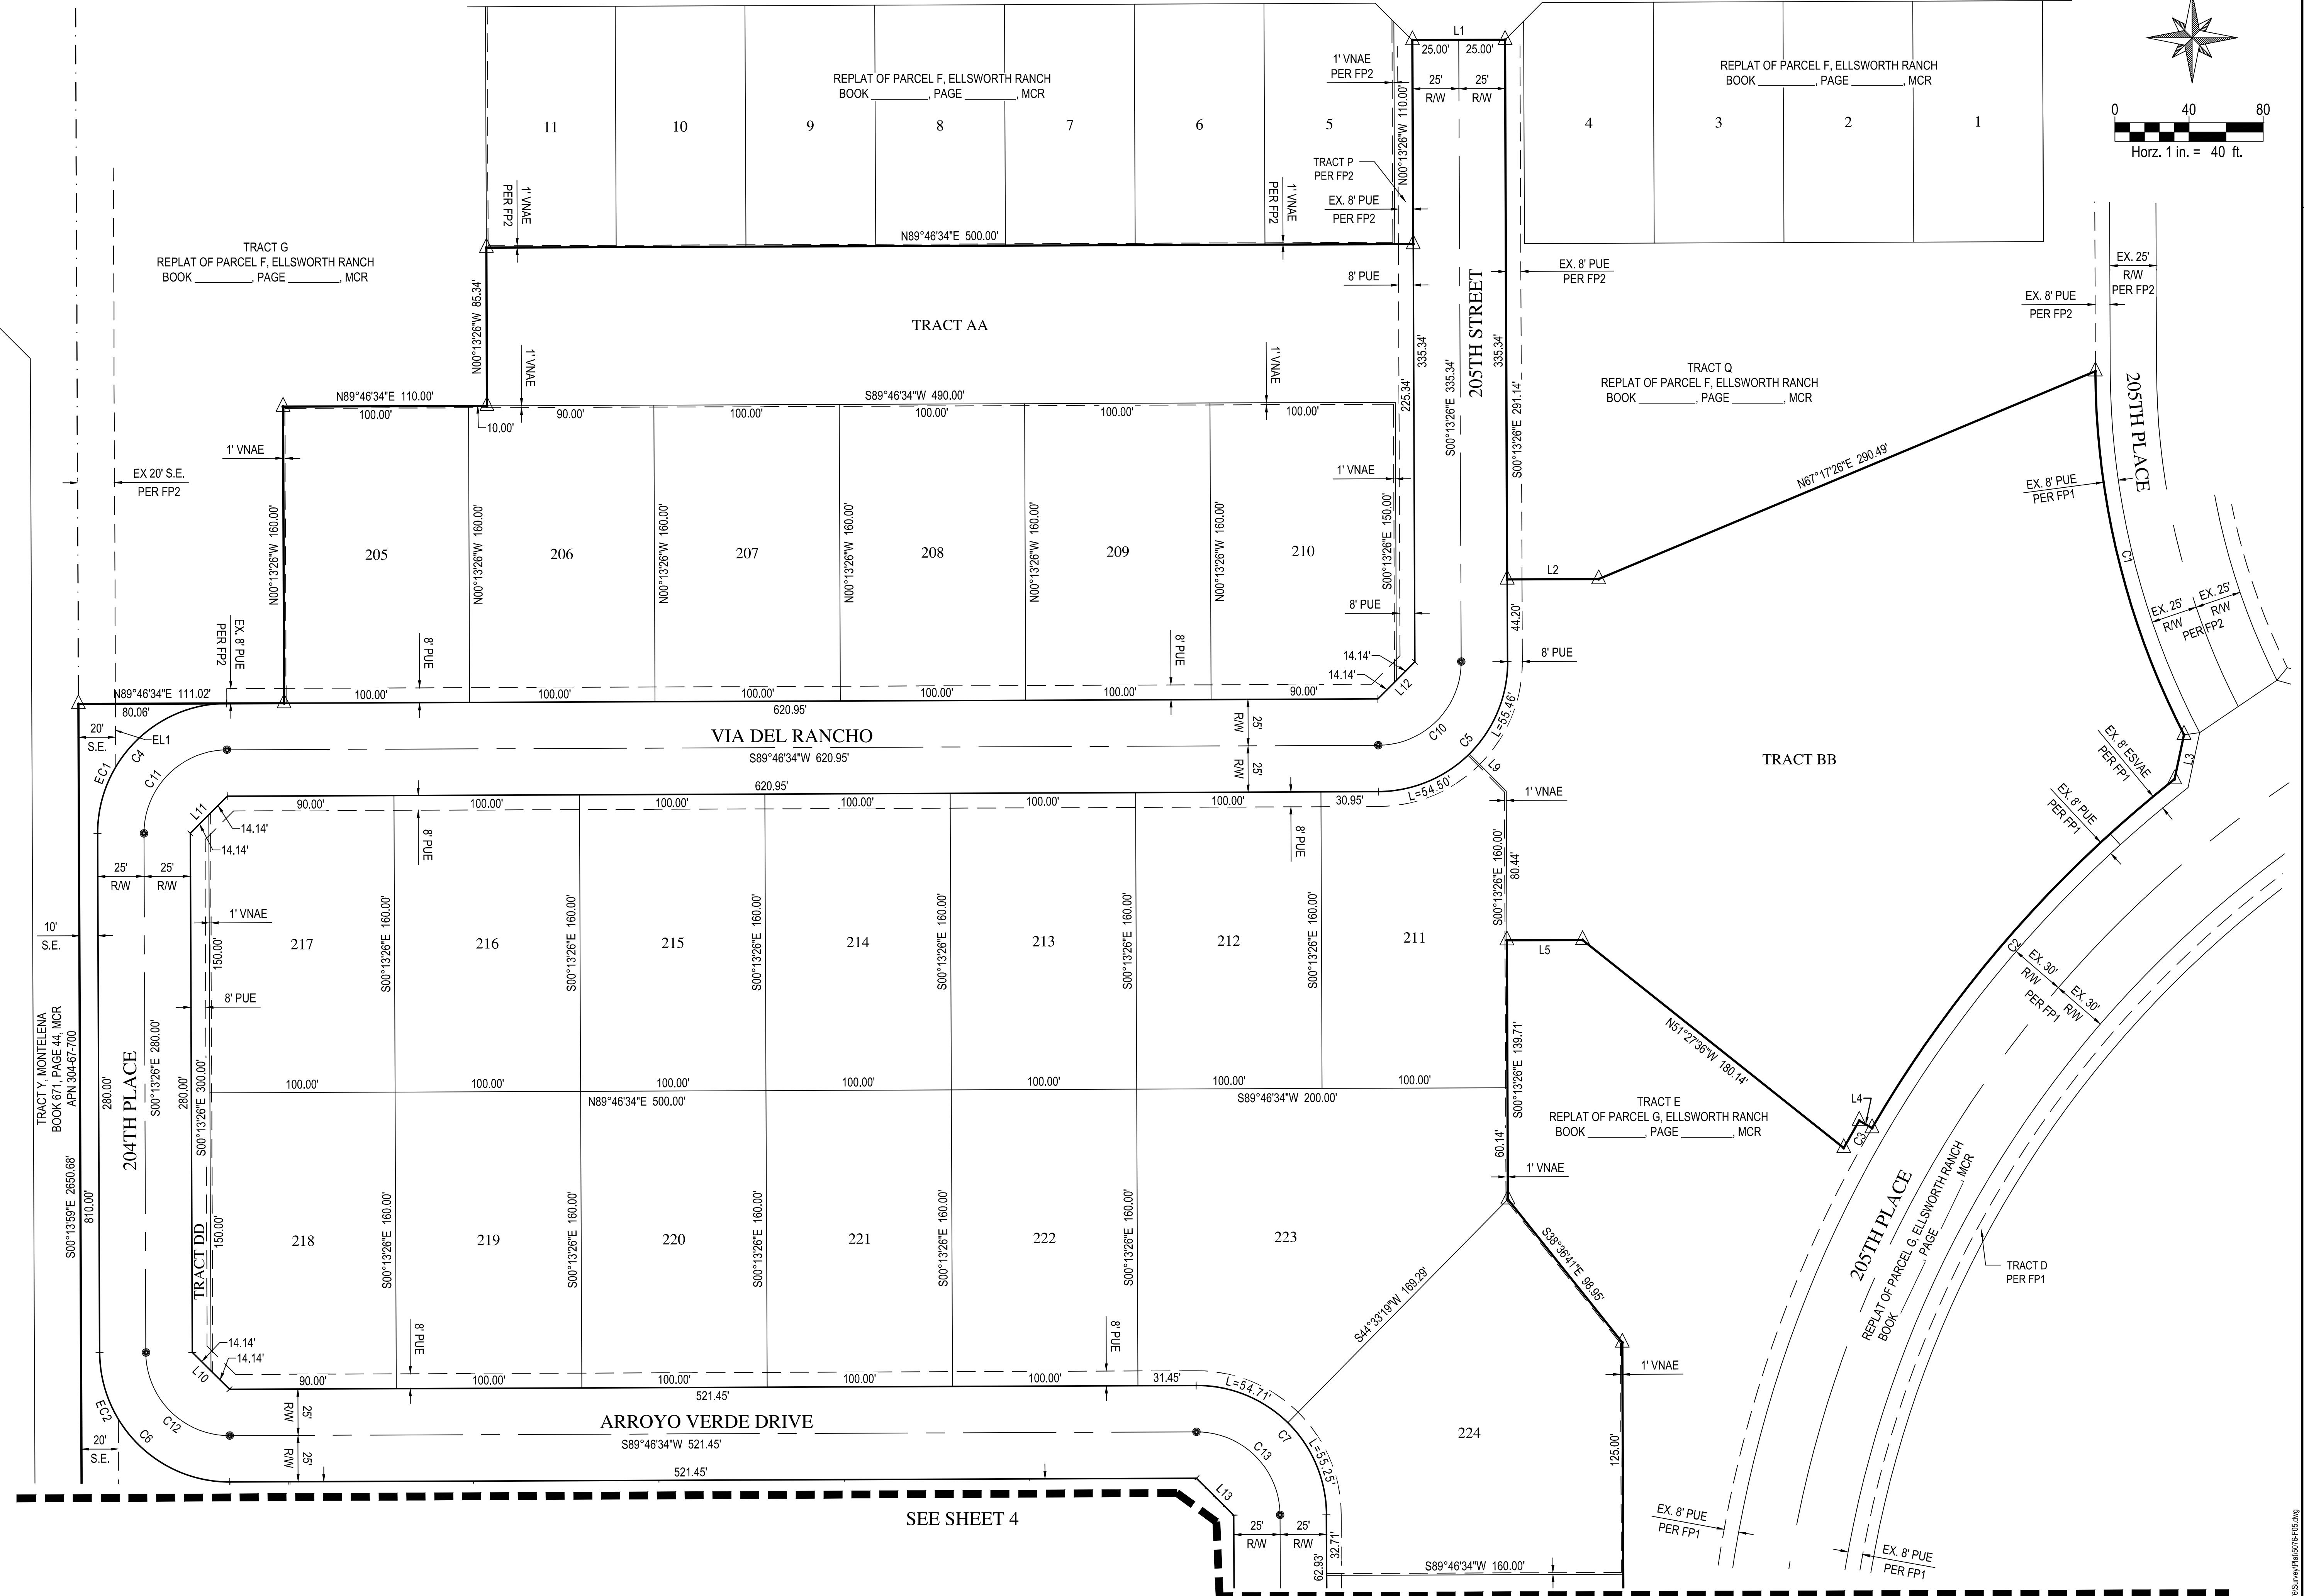 L1
25.00'
25.00'
25'
R/W
25'
R/W
1' VNAE
PER FP2
N00°13'26"W 110.00'
REPLAT OF PARCEL F, ELLSWORTH RANCH
BOOK __________, PAGE _________, MCR
REPLAT OF PARCEL F, ELLSWORTH RANCH
BOOK __________, PAGE _________, MCR
0 40 80
Horz. 1 in. = 40 ft.
11
10
9
8
7
6
5
4
3
2
1
TRACT P
PER FP2
EX. 8' PUE
PER FP2
1' VNAE
PER FP2
1' VNAE
PER FP2
N89°46'34"E 500.00'
TRACT G
REPLAT OF PARCEL F, ELLSWORTH RANCH
BOOK __________, PAGE _________, MCR
N00°13'26"W 85.34'
TRACT AA
8' PUE
205TH STREET
335.34'
S00°13'26"E 335.34'
335.34'
S00°13'26"E 291.14'
225.34'
EX. 8' PUE
PER FP2
EX. 25'
R/W
PER FP2
EX. 8' PUE
PER FP2
TRACT Q
REPLAT OF PARCEL F, ELLSWORTH RANCH
BOOK __________, PAGE _________, MCR
205TH PLACE
N89°46'34"E 110.00'
100.00'
10.00'
1' VNAE
1' VNAE
S89°46'34"W 490.00'
90.00'
100.00'
100.00'
100.00'
100.00'
1' VNAE
EX 20' S.E.
PER FP2
1' VNAE
N67°17'26"E 290.49'
EX. 8' PUE
PER FP1
C1
N00°13'26"W 160.00'
N00°13'26"W 160.00'
N00°13'26"W 160.00'
N00°13'26"W 160.00'
N00°13'26"W 160.00'
N00°13'26"W 160.00'
S00°13'26"E 150.00'
205
206
207
208
209
210
L2
44.20'
EX. 25'
R/W
EX. 25'
R/W
PER FP2
EX. 8' PUE
PER FP2
8' PUE
8' PUE
8' PUE
8' PUE
14.14'
14.14'
L12
N89°46'34"E 111.02'
80.06'
100.00'
100.00'
100.00'
100.00'
100.00'
90.00'
620.95'
20'
S.E.
EL1
EC1
C4
C11
VIA DEL RANCHO
S89°46'34"W 620.95'
25'
R/W
25'
R/W
C10
C5
L=55.46'
L9
L=54.50'
1' VNAE
TRACT BB
L3
EX. 8' ESVAE
PER FP1
EX. 8' PUE
PER FP1
620.95'
90.00'
100.00'
100.00'
100.00'
100.00'
100.00'
30.95'
L11
14.14'
14.14'
8' PUE
8' PUE
25'
R/W
25'
R/W
1' VNAE
10'
S.E.
150.00'
8' PUE
S00°13'26"E 160.00'
S00°13'26"E 160.00'
S00°13'26"E 160.00'
S00°13'26"E 160.00'
S00°13'26"E 160.00'
S00°13'26"E 160.00'
S00°13'26"E 160.00'
80.44'
217
216
215
214
213
212
211
L5
C2
EX. 30'
R/W
EX. 30'
R/W
PER FP1
TRACT Y, MONTELENA
BOOK 671, PAGE 44, MCR
APN 304-67-700
204TH PLACE
S00°13'26"E 280.00'
280.00'
280.00'
S00°13'26"E 300.00'
S00°13'59"E 2650.68'
810.00'
100.00'
100.00'
100.00'
100.00'
100.00'
100.00'
100.00'
N89°46'34"E 500.00'
S89°46'34"W 200.00'
S00°13'26"E 139.71'
60.14'
1' VNAE
N51°27'36"W 180.14'
TRACT E
REPLAT OF PARCEL G, ELLSWORTH RANCH
BOOK __________, PAGE _________, MCR
L4
C3
205TH PLACE
REPLAT OF PARCEL G, ELLSWORTH RANCH
BOOK ______, PAGE ______, MCR
TRACT D
PER FP1
TRACT DD
150.00'
S00°13'26"E 160.00'
S00°13'26"E 160.00'
S00°13'26"E 160.00'
S00°13'26"E 160.00'
S00°13'26"E 160.00'
218
219
220
221
222
223
S44°33'19"W 169.29'
S38°36'41"E 98.95'
1' VNAE
14.14'
14.14'
L10
8' PUE
8' PUE
90.00'
100.00'
100.00'
100.00'
100.00'
31.45'
521.45'
L=54.71'
EC2
C6
C12
20'
S.E.
25'
R/W
25'
R/W
ARROYO VERDE DRIVE
S89°46'34"W 521.45'
521.45'
C13
C7
L=55.25'
L13
224
125.00'
SEE SHEET 4
25'
R/W
25'
R/W
62.93'
32.71'
S89°46'34"W 160.00'
EX. 8' PUE
PER FP1
EX. 8' PUE
PER FP1